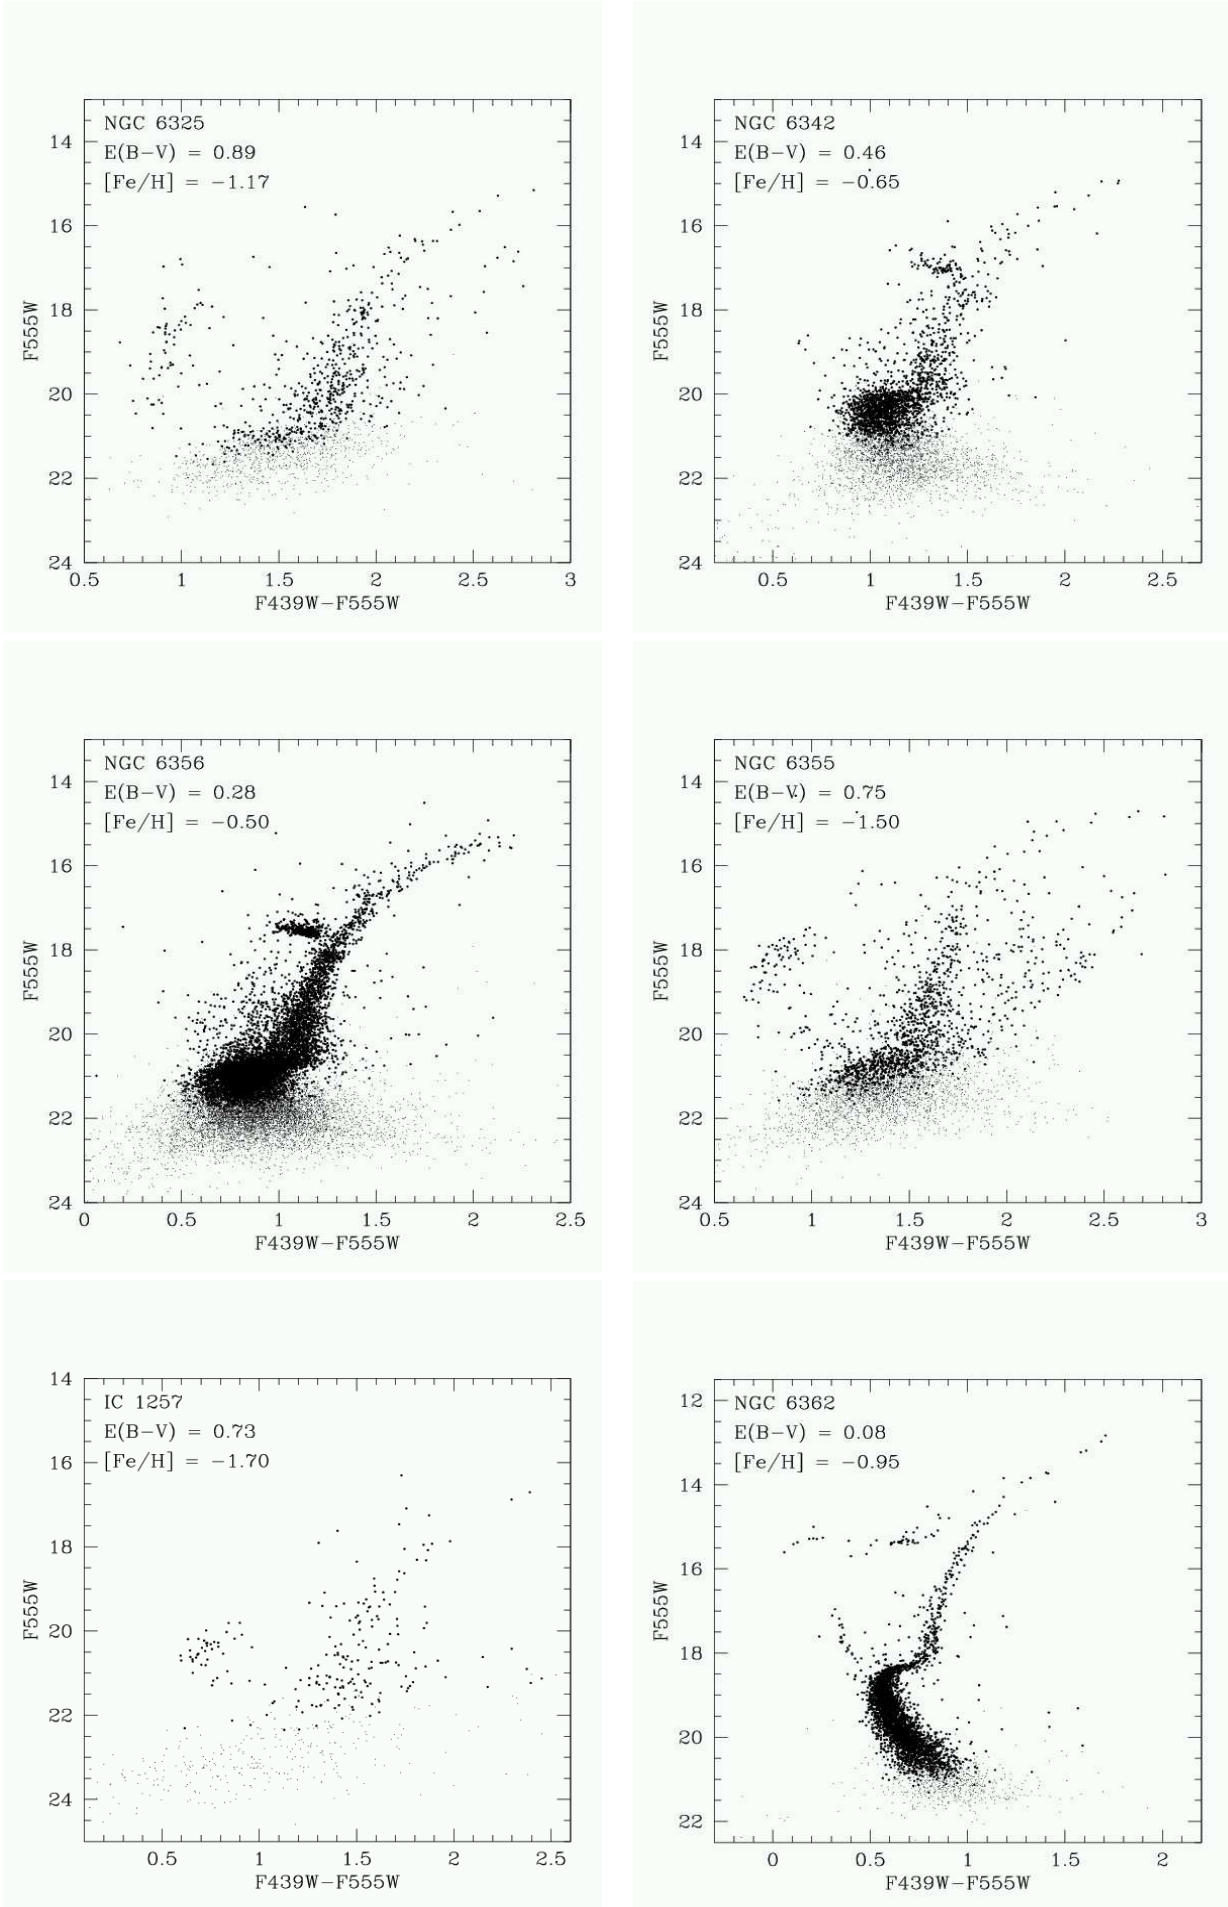 NGC 6325
E(B−V) = 0.89
[Fe/H] = −1.17
14
16
18
20
22
24
F555W
0.5 1 1.5 2 2.5 3
F439W−F555W
NGC 6342
E(B−V) = 0.46
[Fe/H] = −0.65
14
16
18
20
22
24
F555W
0.5 1 1.5 2 2.5
F439W−F555W
NGC 6356
E(B−V) = 0.28
[Fe/H] = −0.50
14
16
18
20
22
24
F555W
0 0.5 1 1.5 2 2.5
F439W−F555W
NGC 6355
E(B−V) = 0.75
[Fe/H] = −1.50
14
16
18
20
22
24
F555W
0.5 1 1.5 2 2.5 3
F439W−F555W
IC 1257
E(B−V) = 0.73
[Fe/H] = −1.70
14
16
18
20
22
24
F555W
0.5 1 1.5 2 2.5
F439W−F555W
NGC 6362
E(B−V) = 0.08
[Fe/H] = −0.95
12
14
16
18
20
22
F555W
0 0.5 1 1.5 2
F439W−F555W